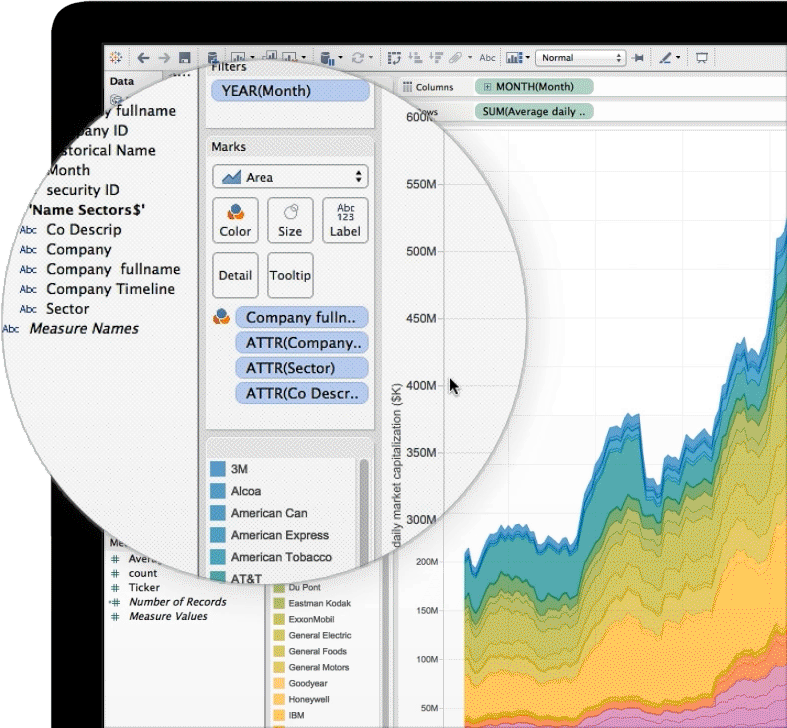 Abc
Normal
Data
Filters
Columns
MONTH(Month)
YEAR(Month)
SUM(Average daily ..
fullname
ID
Name
Month
security ID
'Name Sectors$'
Abc Co Descrip
Abc Company
Abc Company fullname
Abc Company Timeline
Abc Sector
Abc Measure Names
Marks
Area
Color
Size
Abc
123
Label
Detail
Tooltip
Company fulln..
ATTR(Company..
ATTR(Sector)
ATTR(Co Descr..
3M
Alcoa
American Can
American Express
American Tobacco
AT&T
# count
# Ticker
# Number of Records
# Measure Values
Du Pont
Eastman Kodak
ExxonMobil
General Electric
General Foods
General Motors
Goodyear
Honeywell
IBM
daily market capitalization ($K)
550M
500M
450M
400M
350M
300M
200M
150M
100M
50M